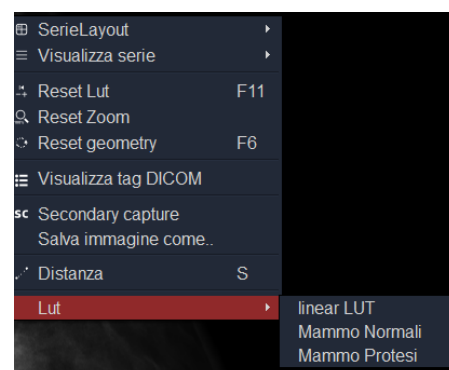 SerieLayout
Visualizza serie
Reset Lut F11
Reset Zoom
Reset geometry F6
Visualizza tag DICOM
sc Secondary capture
Salva immagine come..
Distanza S
Lut
linear LUT
Mammo Normali
Mammo Protesi